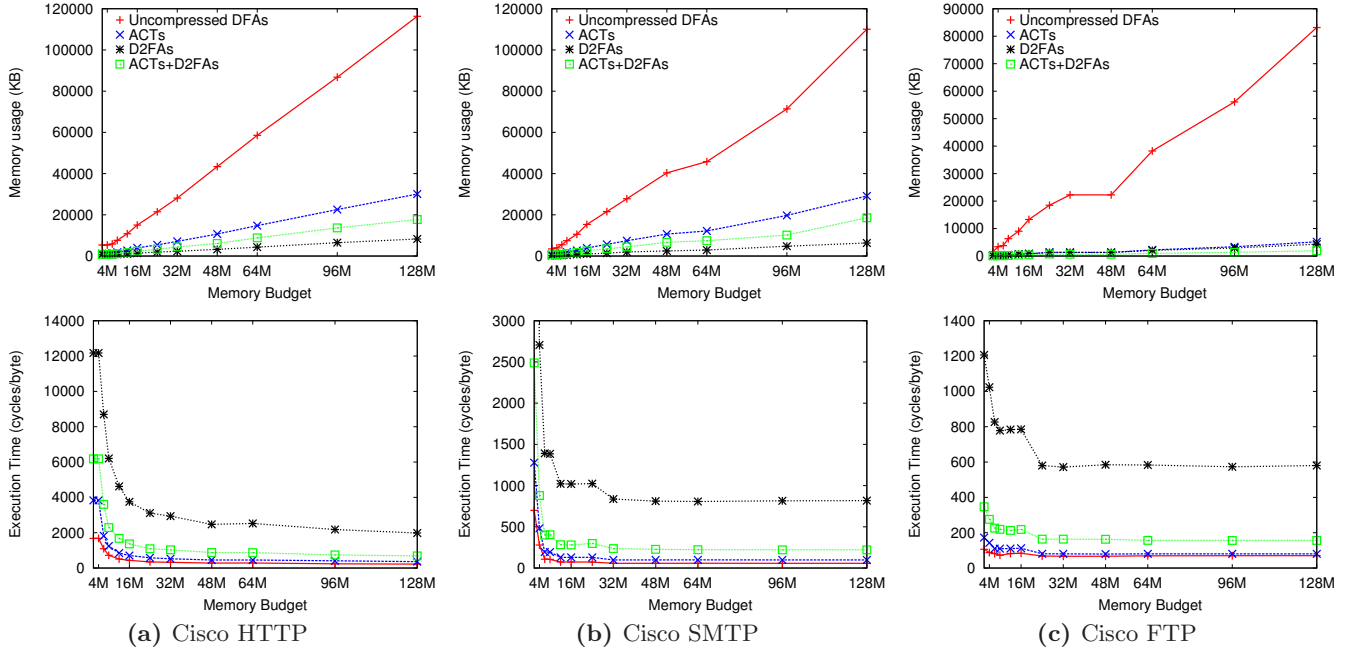 120000
100000
80000
60000
40000
20000
0
Memory usage (KB)
Uncompressed DFAs
ACTs
D2FAs
ACTs+D2FAs
4M 16M 32M 48M 64M 96M 128M
Memory Budget
120000
100000
80000
60000
40000
20000
0
Memory usage (KB)
Uncompressed DFAs
ACTs
D2FAs
ACTs+D2FAs
4M 16M 32M 48M 64M 96M 128M
Memory Budget
90000
80000
70000
60000
50000
40000
30000
20000
10000
0
Memory usage (KB)
Uncompressed DFAs
ACTs
D2FAs
ACTs+D2FAs
4M 16M 32M 48M 64M 96M 128M
Memory Budget
14000
12000
10000
8000
6000
4000
2000
0
Execution Time (cycles/byte)
4M 16M 32M 48M 64M 96M 128M
Memory Budget
(a) Cisco HTTP
3000
2500
2000
1500
1000
500
0
Execution Time (cycles/byte)
4M 16M 32M 48M 64M 96M 128M
Memory Budget
(b) Cisco SMTP
1400
1200
1000
800
600
400
200
0
Execution Time (cycles/byte)
4M 16M 32M 48M 64M 96M 128M
Memory Budget
(c) Cisco FTP